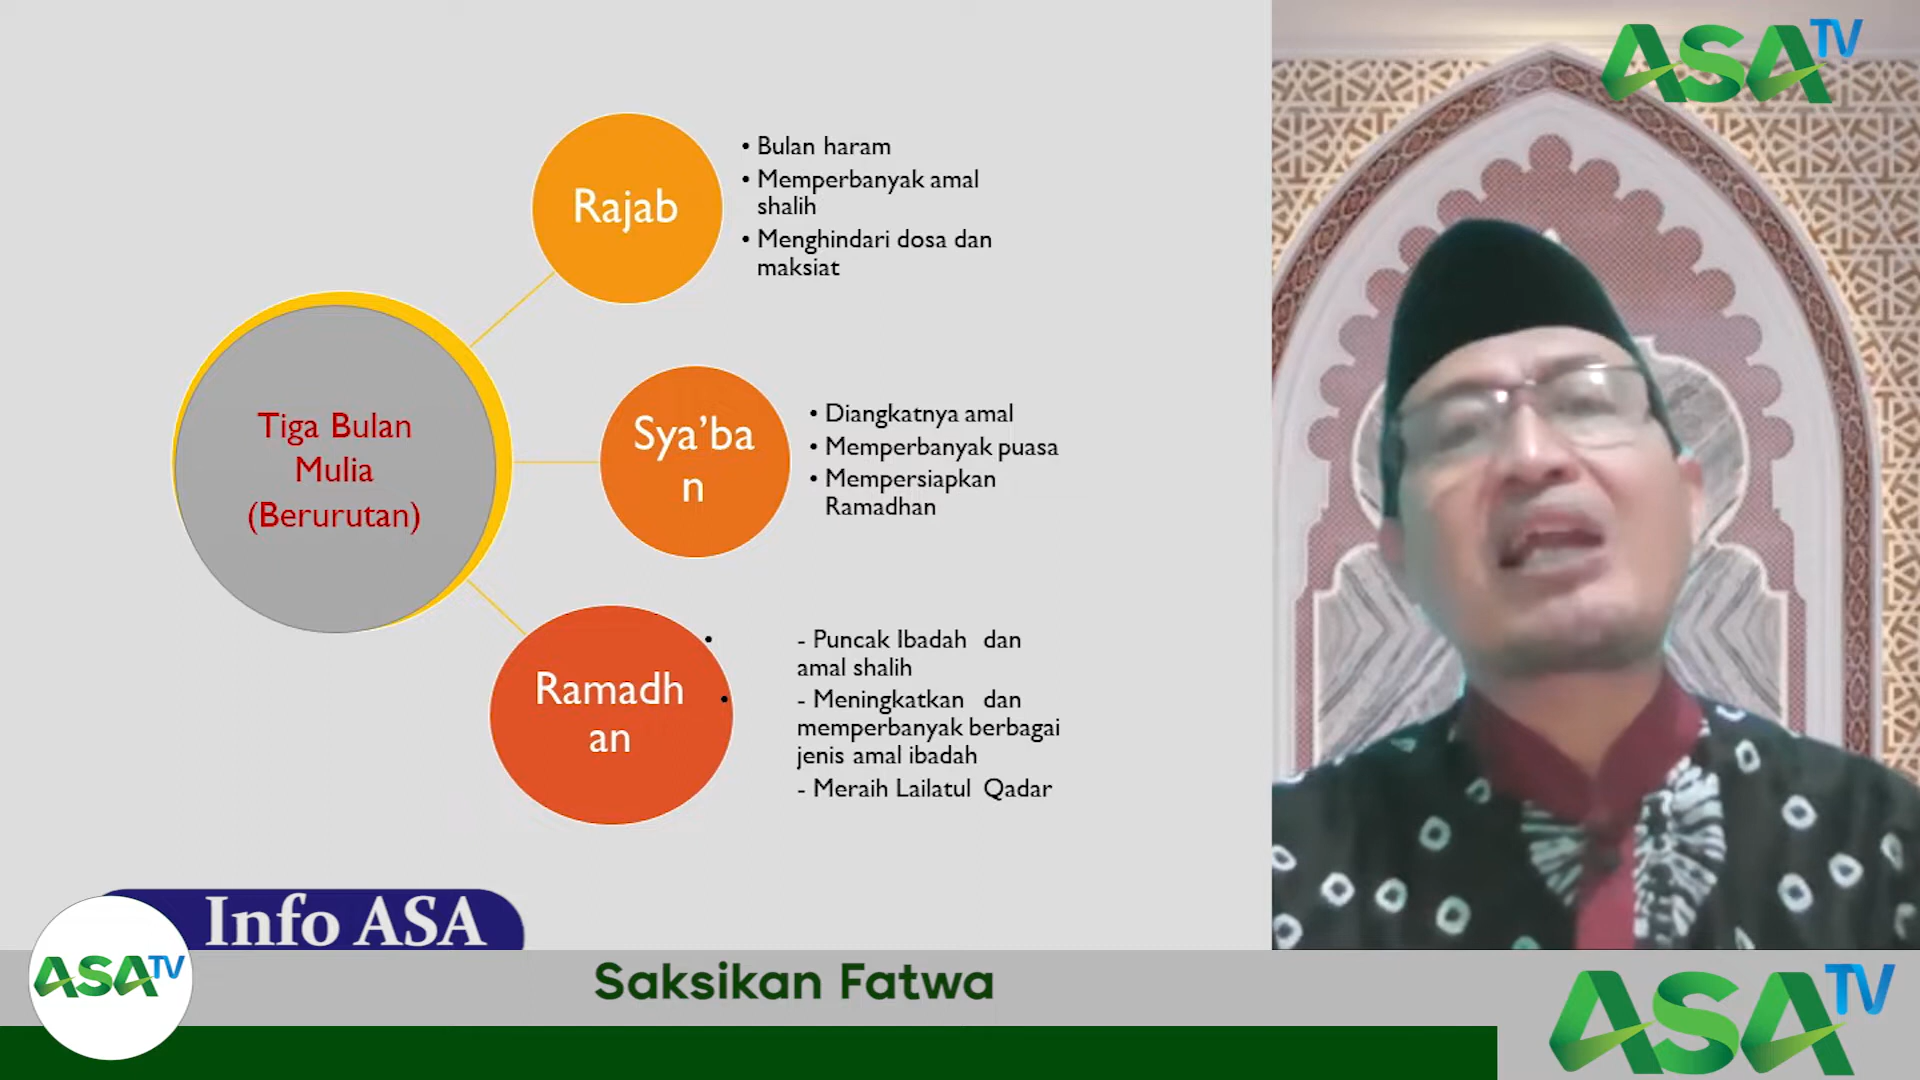 ASATV
Rajab
• Bulan haram
• Memperbanyak amal
shalih
• Menghindari dosa dan
maksiat
Tiga Bulan
Mulia
(Berurutan)
Sya’ba
n
• Diangkatnya amal
• Memperbanyak puasa
• Mempersiapkan
Ramadhan
Ramadh
an
•
- Puncak Ibadah dan
amal shalih
•
- Meningkatkan dan
memperbanyak berbagai
jenis amal ibadah
- Meraih Lailatul Qadar
Info ASA
ASATV
Saksikan Fatwa
ASATV